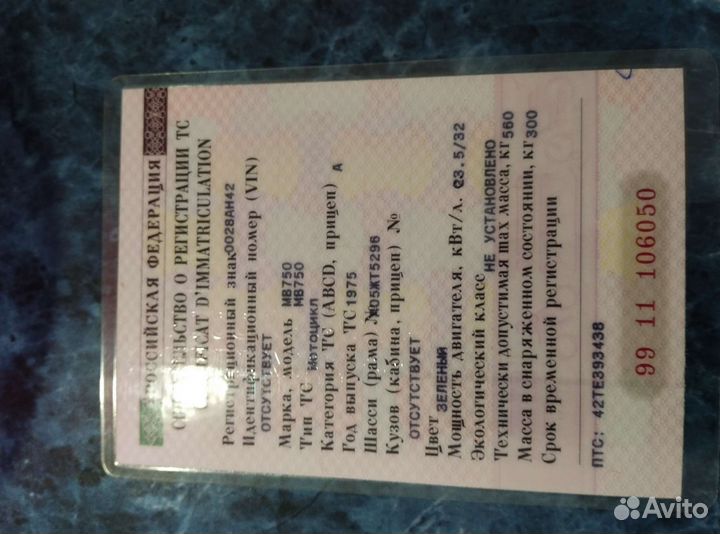 РОССИЙСКАЯ ФЕДЕРАЦИЯ
О РЕГИСТРАЦИИ ТС
D'IMMATRICULATION
Регистрационный знак 0028АН42
Идентификационный номер (VIN)
ОТСУТСТВУЕТ
Марка, модель МВ750
МВ750
Тип ТС МОТОЦИКЛ
Категория ТС (ABCD, прицеп) А
Год выпуска ТС 1975
Шасси (рама) №
Кузов (кабина, прицеп) №
ОТСУТСТВУЕТ
Цвет ЗЕЛЕНЫЙ
Мощность двигателя, кВт/л. с 23.5/32
Экологический класс НЕ УСТАНОВЛЕНО
Технически допустимая max масса, кг 560
Масса в снаряженном состоянии, кг 300
Срок временной регистрации
ПТС: 42ТЕ393438
99 11 106050
Avito